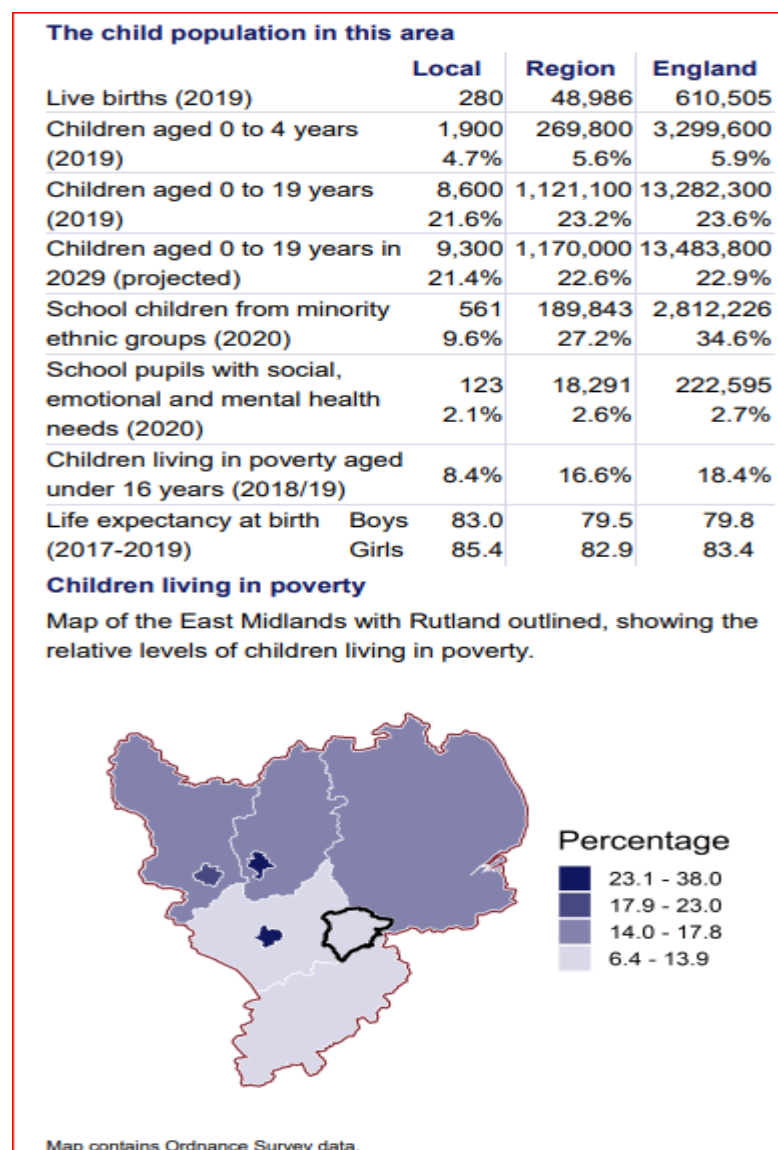 The child population in this area
Local Region England
Live births (2019) 280 48,986 610,505
Children aged 0 to 4 years 1,900 269,800 3,299,600
(2019) 4.7% 5.6% 5.9%
Children aged 0 to 19 years 8,600 1,121,100 13,282,300
(2019) 21.6% 23.2% 23.6%
Children aged 0 to 19 years in 9,300 1,170,000 13,483,800
2029 (projected) 21.4% 22.6% 22.9%
School children from minority 561 189,843 2,812,226
ethnic groups (2020) 9.6% 27.2% 34.6%
School pupils with social,
emotional and mental health
needs (2020)
123 18,291 222,595
2.1% 2.6% 2.7%
Children living in poverty aged
under 16 years (2018/19)
8.4% 16.6% 18.4%
Life expectancy at birth Boys 83.0 79.5 79.8
(2017-2019) Girls 85.4 82.9 83.4
Children living in poverty
Map of the East Midlands with Rutland outlined, showing the
relative levels of children living in poverty.
Percentage
23.1 - 38.0
17.9 - 23.0
14.0 - 17.8
6.4 - 13.9
Map contains Ordnance Survey data.